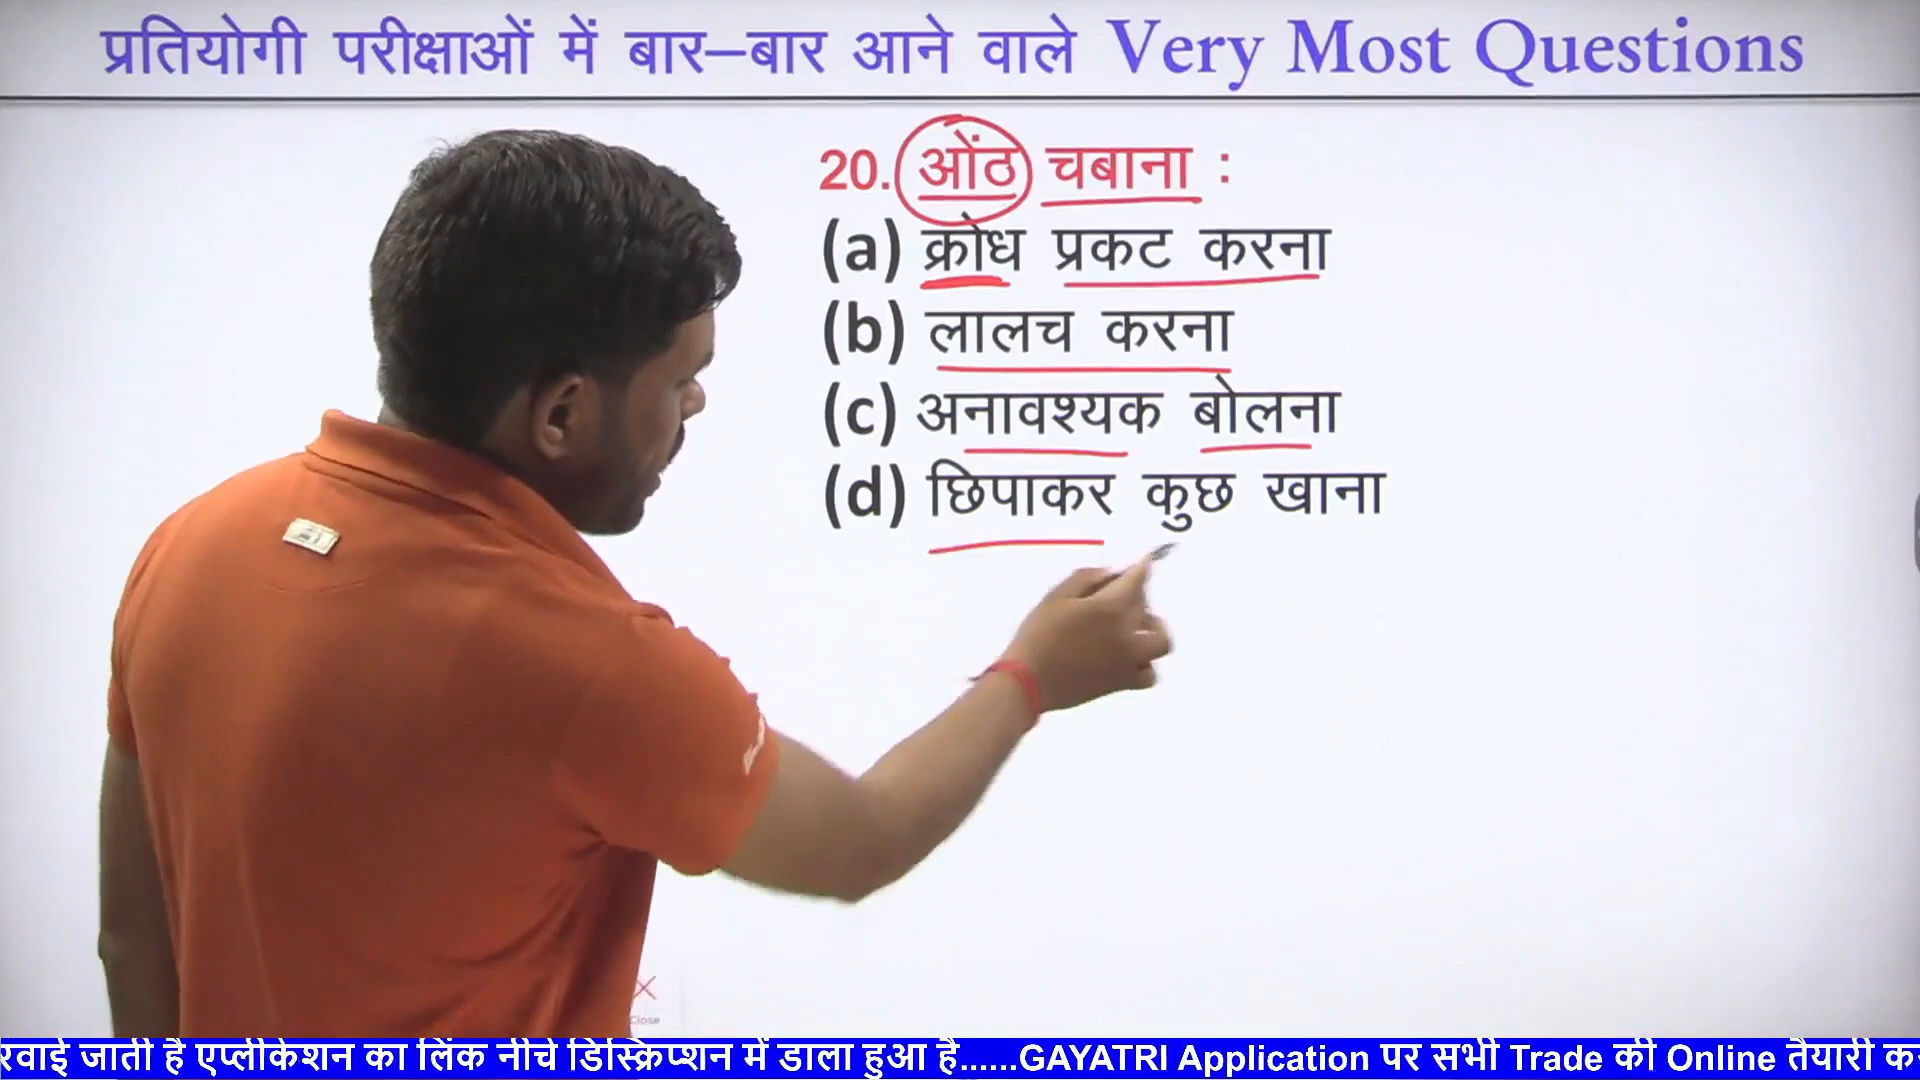 प्रतियोगी परीक्षाओं में बार–बार आने वाले Very Most Questions
20. ओंठ चबाना :
(a) क्रोध प्रकट करना
(b) लालच करना
(c) अनावश्यक बोलना
(d) छिपाकर कुछ खाना
Close
रवाई जाती है एप्लीकेशन का लिंक नीचे डिस्क्रिप्शन में डाला हुआ है......GAYATRI Application पर सभी Trade की Online तैयारी क